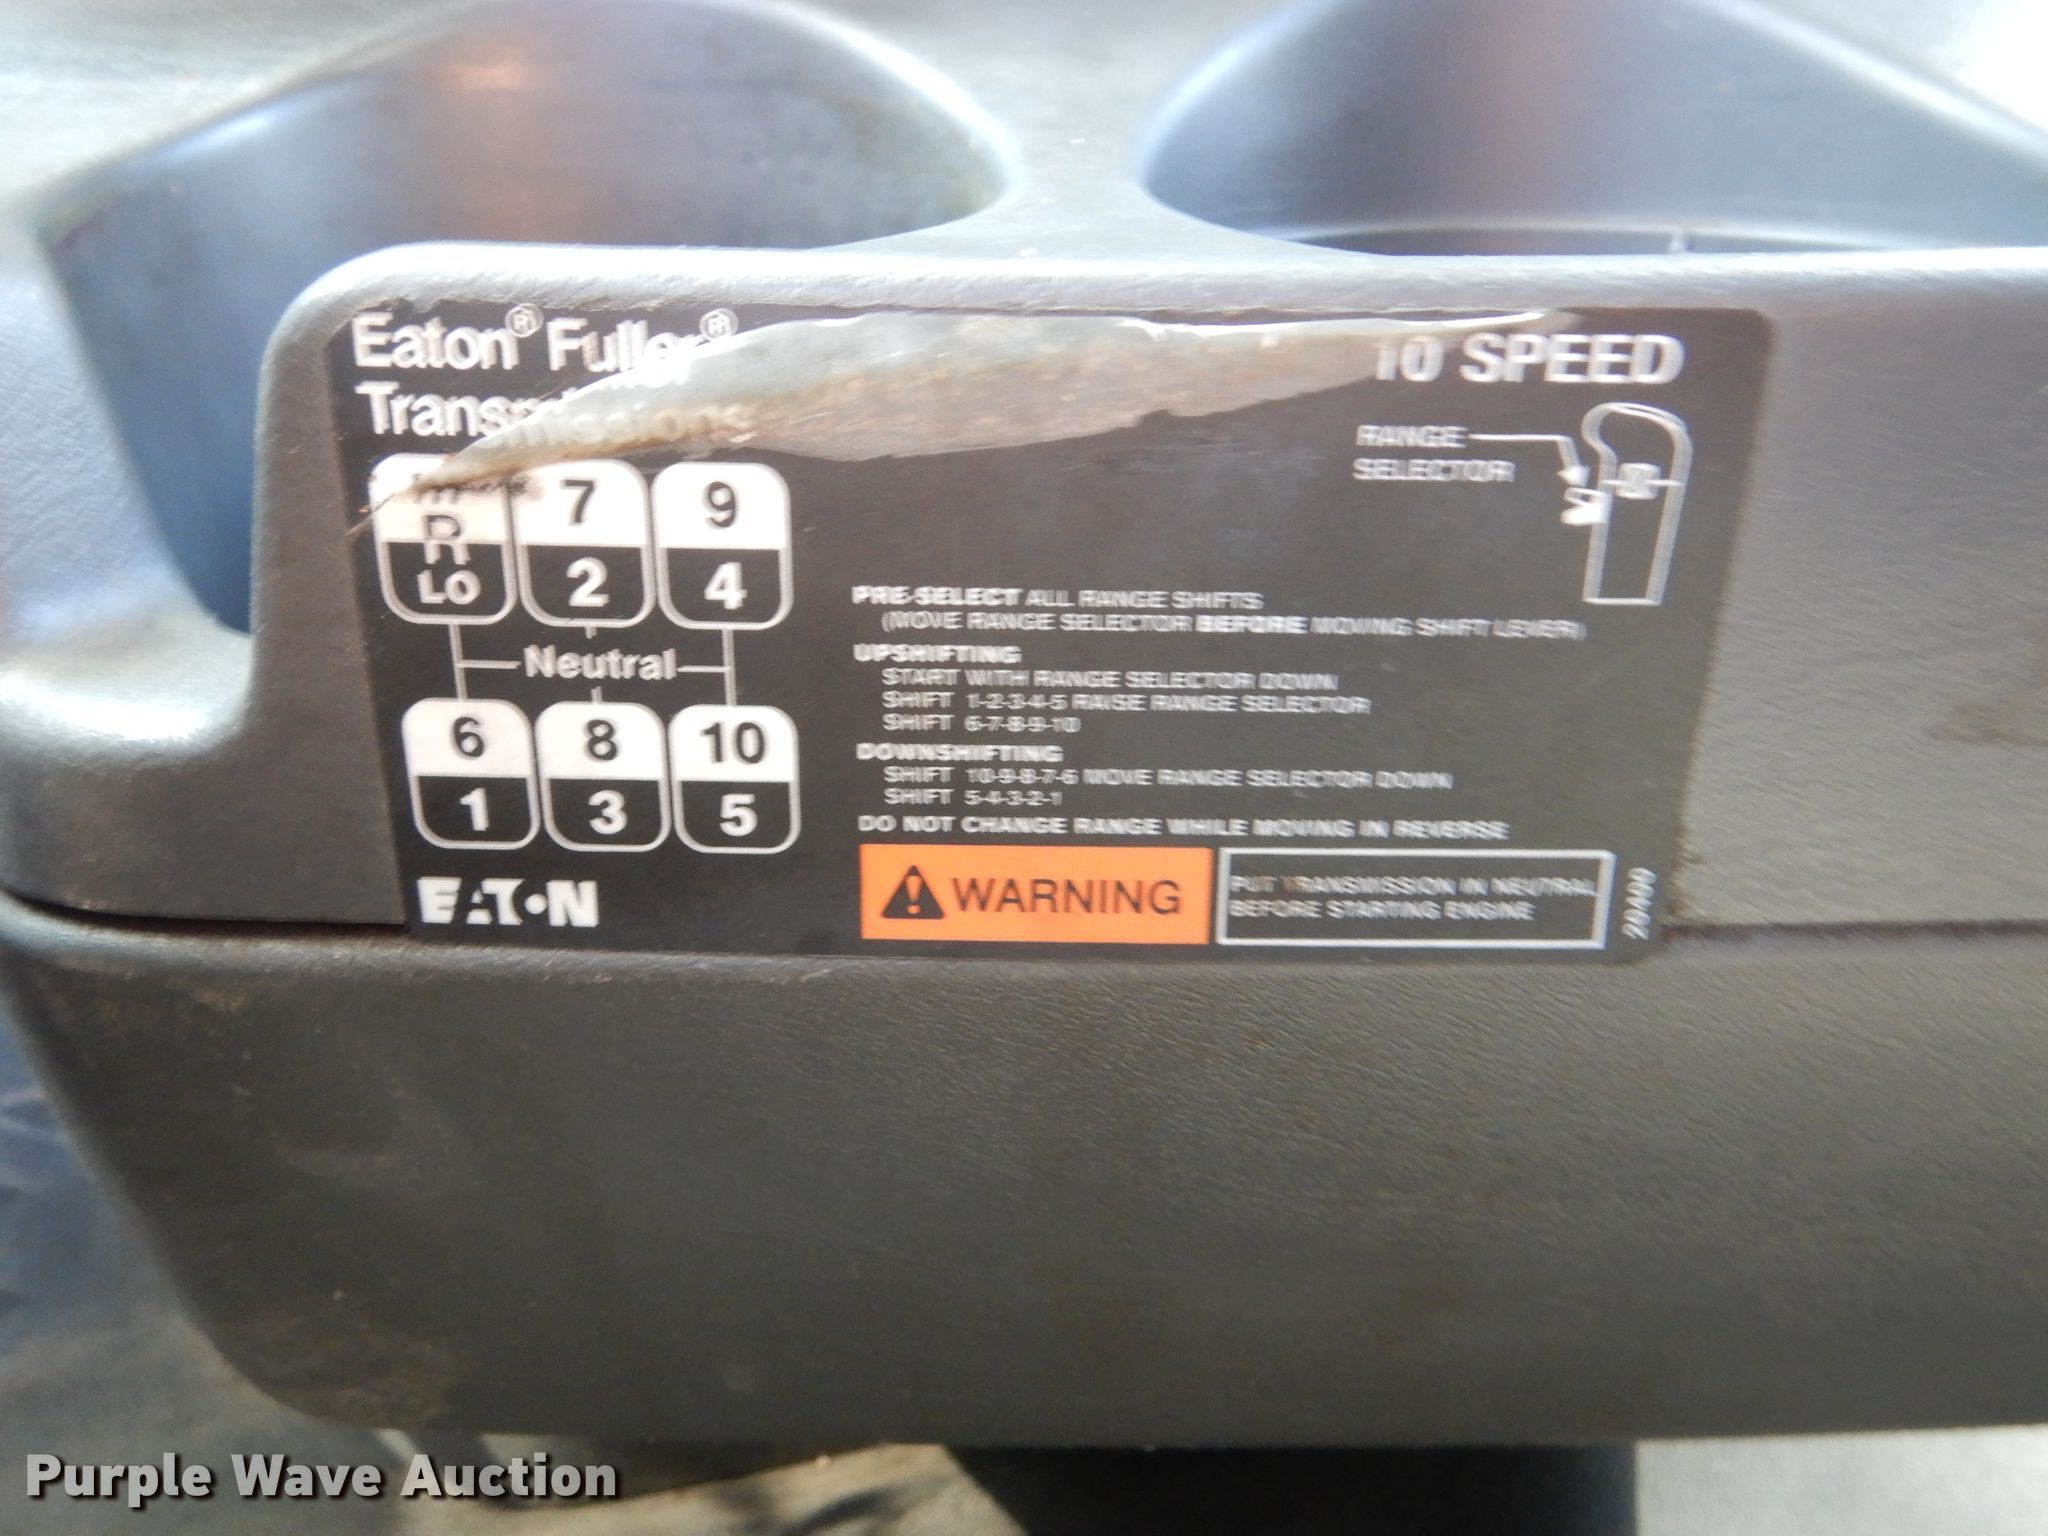 Eaton® Fuller®
Transmissions
10 SPEED
RANGE
SELECTOR
HI
R
LO
7
2
9
4
Neutral
6
1
8
3
10
5
PRE-SELECT ALL RANGE SHIFTS
(MOVE RANGE SELECTOR BEFORE MOVING SHIFT LEVER)
UPSHIFTING
START WITH RANGE SELECTOR DOWN
SHIFT 1-2-3-4-5 RAISE RANGE SELECTOR
SHIFT 6-7-8-9-10
DOWNSHIFTING
SHIFT 10-9-8-7-6 MOVE RANGE SELECTOR DOWN
SHIFT 5-4-3-2-1
DO NOT CHANGE RANGE WHILE MOVING IN REVERSE
EATON
WARNING
PUT TRANSMISSION IN NEUTRAL
BEFORE STARTING ENGINE
29499
Purple Wave Auction